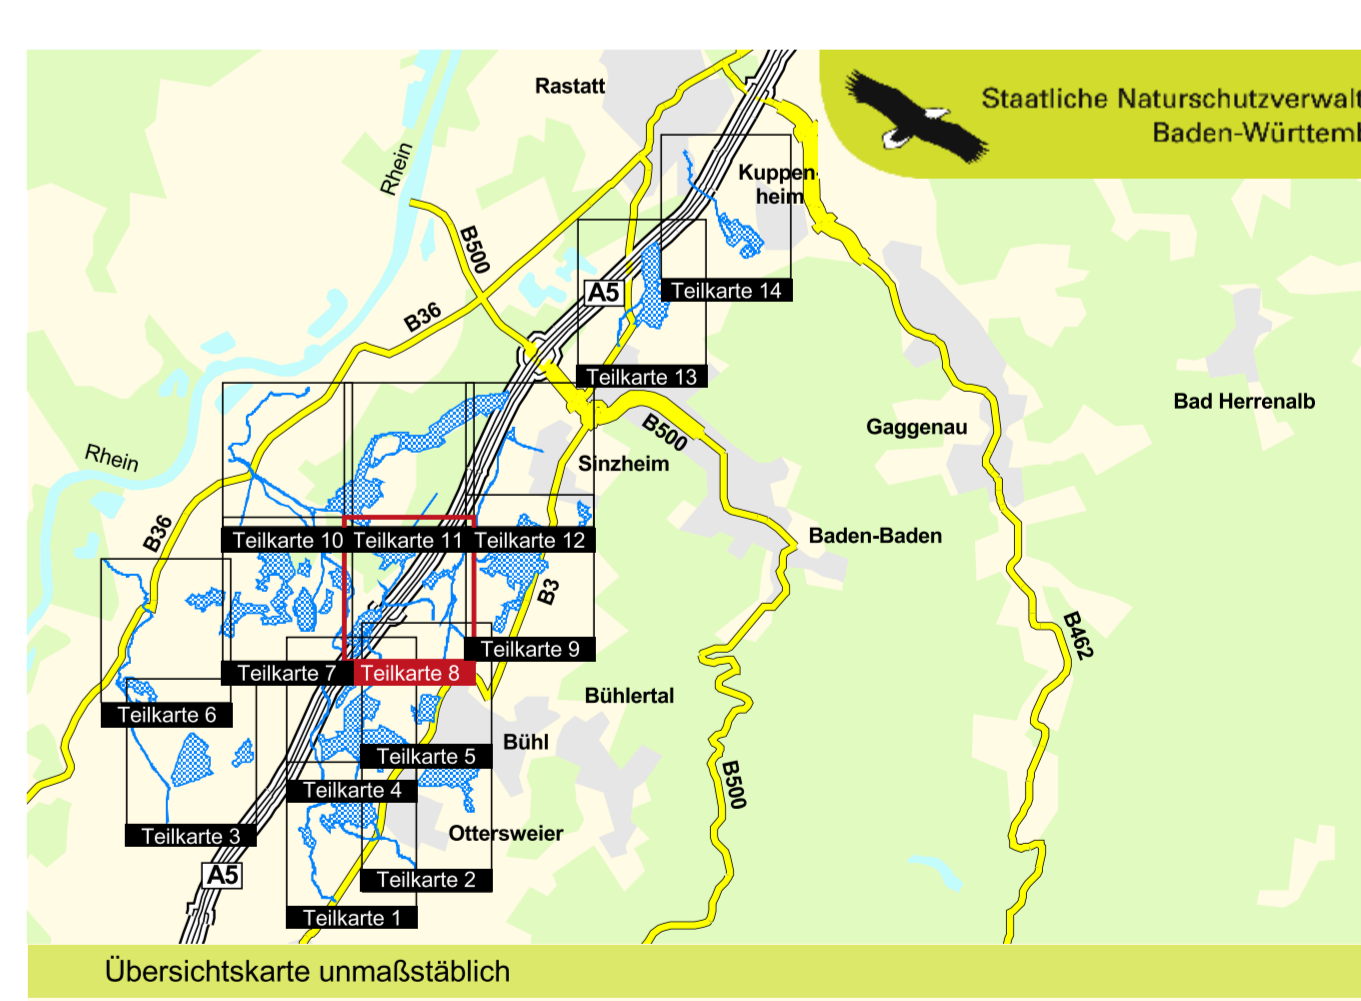 Rastatt
Staatliche Naturschutzverwalt
Baden-Württemb
Rhein
Kuppen-
heim
B500
Teilkarte 14
A5
B36
Teilkarte 13
Bad Herrenalb
Gaggenau
B500
Rhein
Sinzheim
B36
Baden-Baden
Teilkarte 10
Teilkarte 11
Teilkarte 12
B3
B462
Teilkarte 9
Teilkarte 7
Teilkarte 8
Bühlertal
Teilkarte 6
Bühl
Teilkarte 5
B500
Teilkarte 4
Teilkarte 3
Ottersweier
A5
Teilkarte 2
Teilkarte 1
Übersichtskarte unmaßstäblich